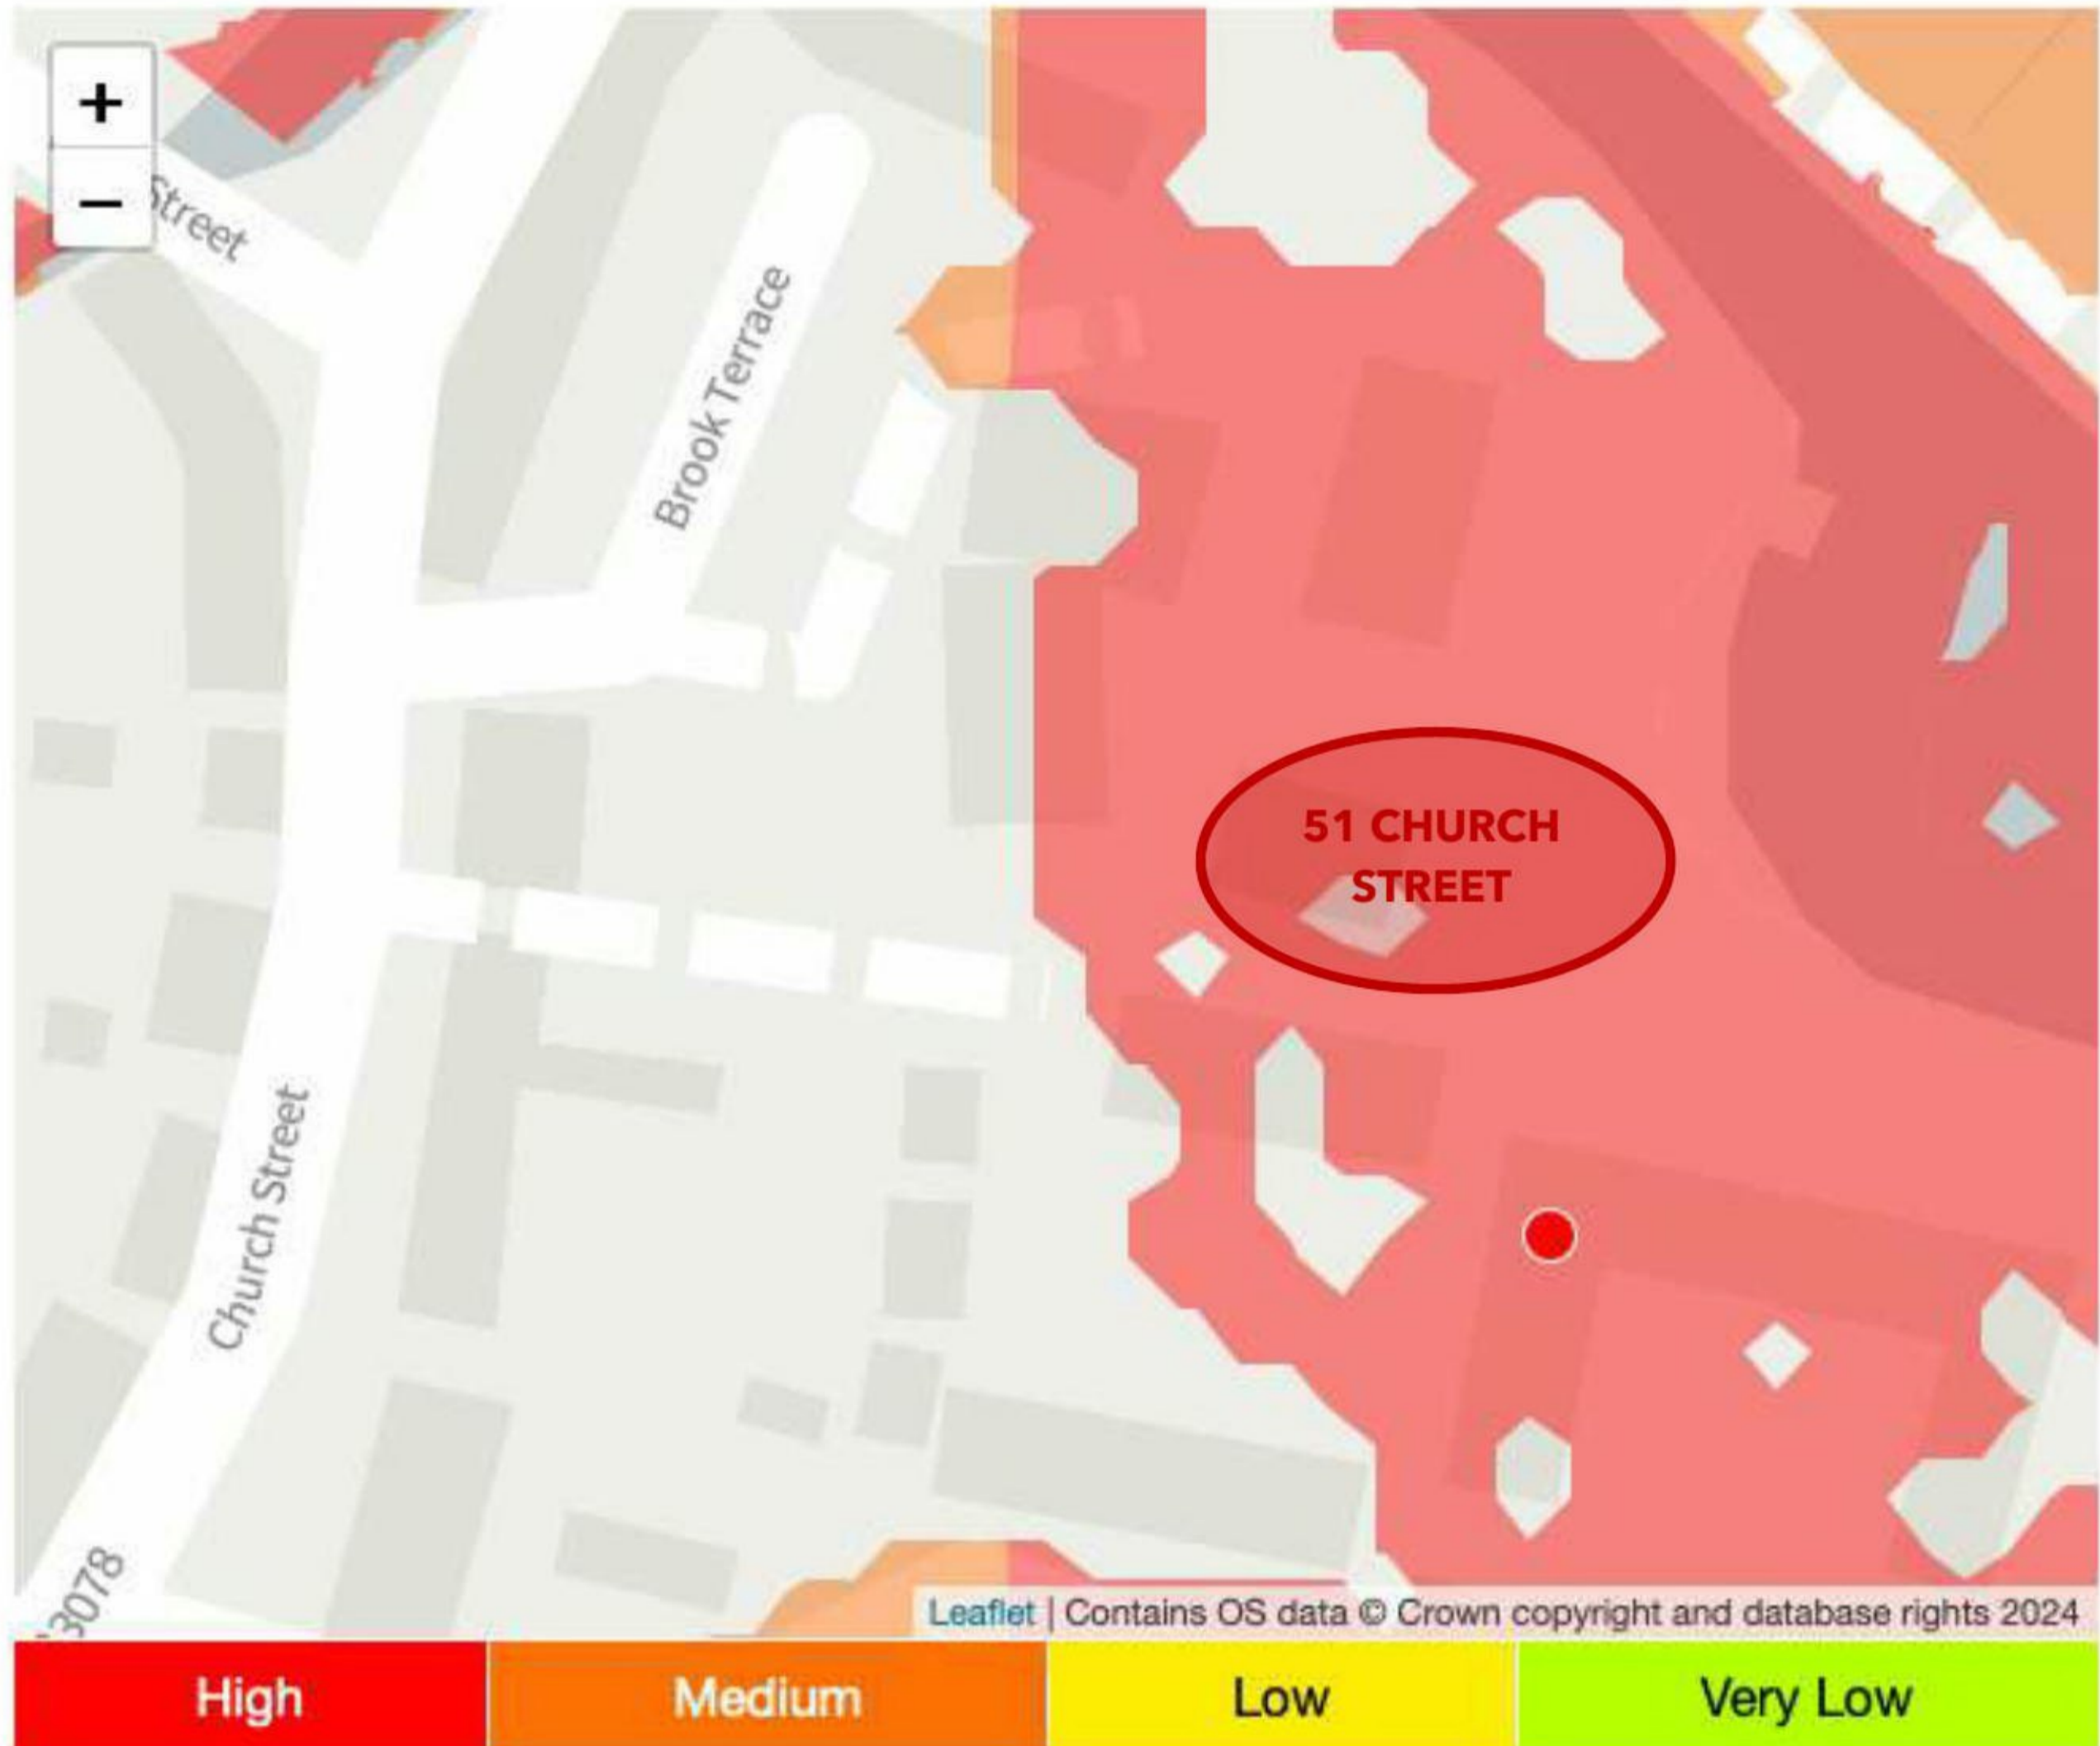 +
−
Street
Brook Terrace
51 CHURCH
STREET
Church Street
3078
Leaflet | Contains OS data © Crown copyright and database rights 2024
High
Medium
Low
Very Low